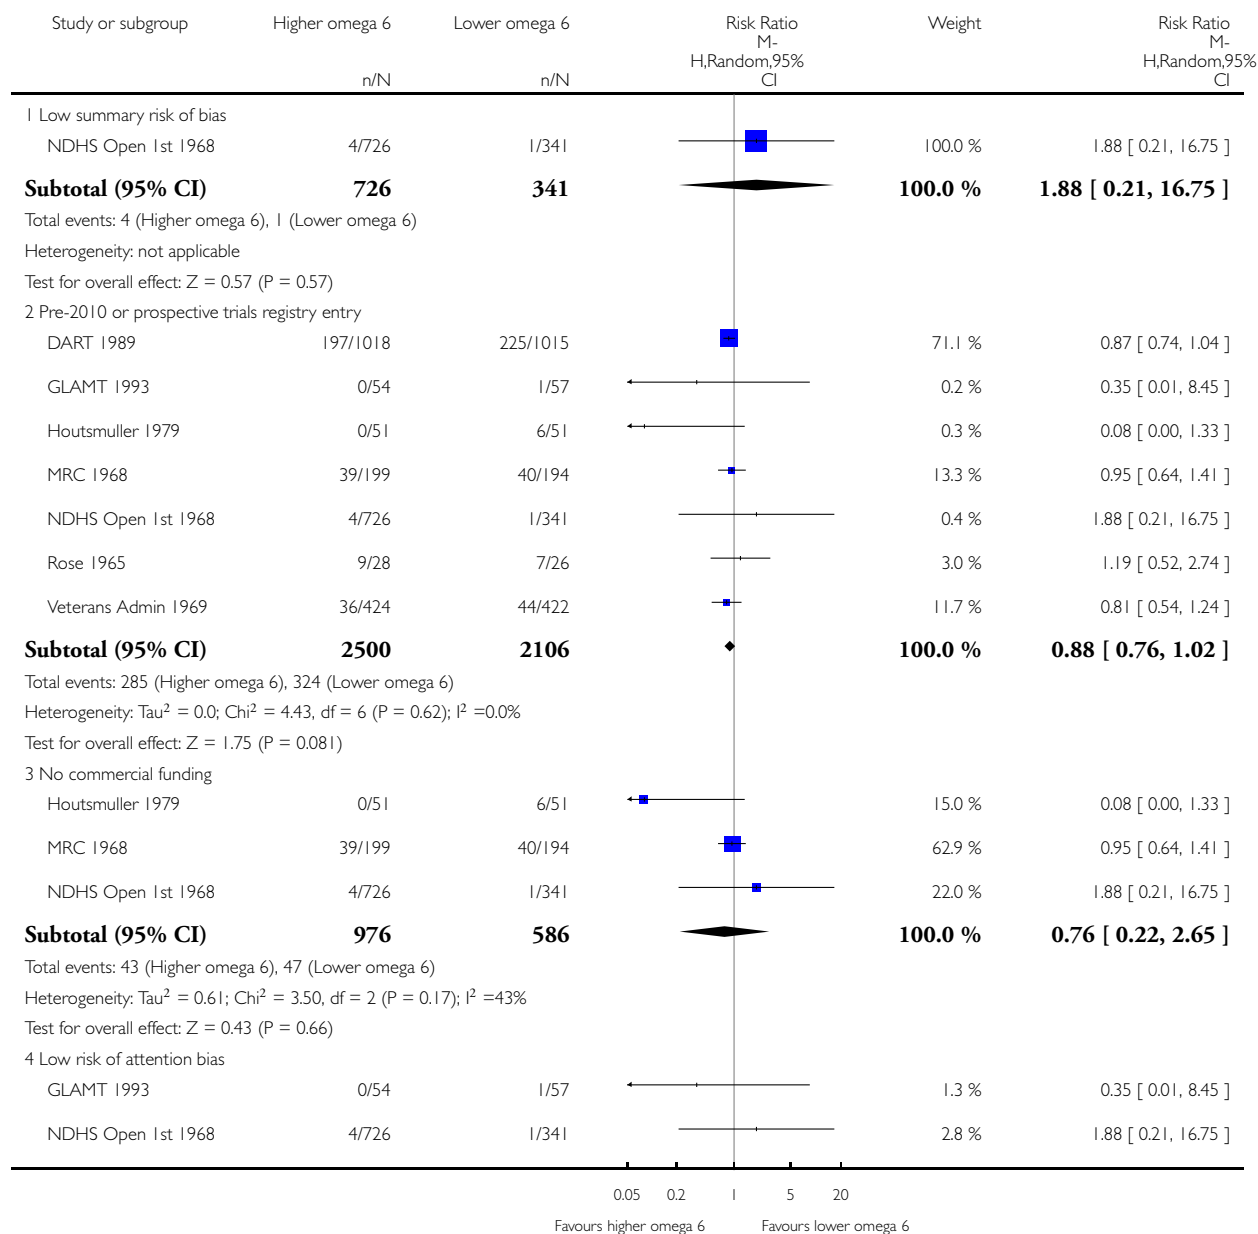 Study or subgroup Higher omega 6 Lower omega 6 Risk Ratio Weight Risk Ratio
n/N n/N M-H,Random,95% CI M-H,Random,95% CI
1 Low summary risk of bias
NDHS Open 1st 1968 4/726 1/341 100.0 % 1.88 [ 0.21, 16.75 ]
Subtotal (95% CI) 726 341 100.0 % 1.88 [ 0.21, 16.75 ]
Total events: 4 (Higher omega 6), 1 (Lower omega 6)
Heterogeneity: not applicable
Test for overall effect: Z = 0.57 (P = 0.57)
2 Pre-2010 or prospective trials registry entry
DART 1989 197/1018 225/1015 71.1 % 0.87 [ 0.74, 1.04 ]
GLAMT 1993 0/54 1/57 0.2 % 0.35 [ 0.01, 8.45 ]
Houtsmuller 1979 0/51 6/51 0.3 % 0.08 [ 0.00, 1.33 ]
MRC 1968 39/199 40/194 13.3 % 0.95 [ 0.64, 1.41 ]
NDHS Open 1st 1968 4/726 1/341 0.4 % 1.88 [ 0.21, 16.75 ]
Rose 1965 9/28 7/26 3.0 % 1.19 [ 0.52, 2.74 ]
Veterans Admin 1969 36/424 44/422 11.7 % 0.81 [ 0.54, 1.24 ]
Subtotal (95% CI) 2500 2106 100.0 % 0.88 [ 0.76, 1.02 ]
Total events: 285 (Higher omega 6), 324 (Lower omega 6)
Heterogeneity: Tau² = 0.0; Chi² = 4.43, df = 6 (P = 0.62); I² =0.0%
Test for overall effect: Z = 1.75 (P = 0.081)
3 No commercial funding
Houtsmuller 1979 0/51 6/51 15.0 % 0.08 [ 0.00, 1.33 ]
MRC 1968 39/199 40/194 62.9 % 0.95 [ 0.64, 1.41 ]
NDHS Open 1st 1968 4/726 1/341 22.0 % 1.88 [ 0.21, 16.75 ]
Subtotal (95% CI) 976 586 100.0 % 0.76 [ 0.22, 2.65 ]
Total events: 43 (Higher omega 6), 47 (Lower omega 6)
Heterogeneity: Tau² = 0.61; Chi² = 3.50, df = 2 (P = 0.17); I² =43%
Test for overall effect: Z = 0.43 (P = 0.66)
4 Low risk of attention bias
GLAMT 1993 0/54 1/57 1.3 % 0.35 [ 0.01, 8.45 ]
NDHS Open 1st 1968 4/726 1/341 2.8 % 1.88 [ 0.21, 16.75 ]
0.05 0.2 1 5 20
Favours higher omega 6 Favours lower omega 6